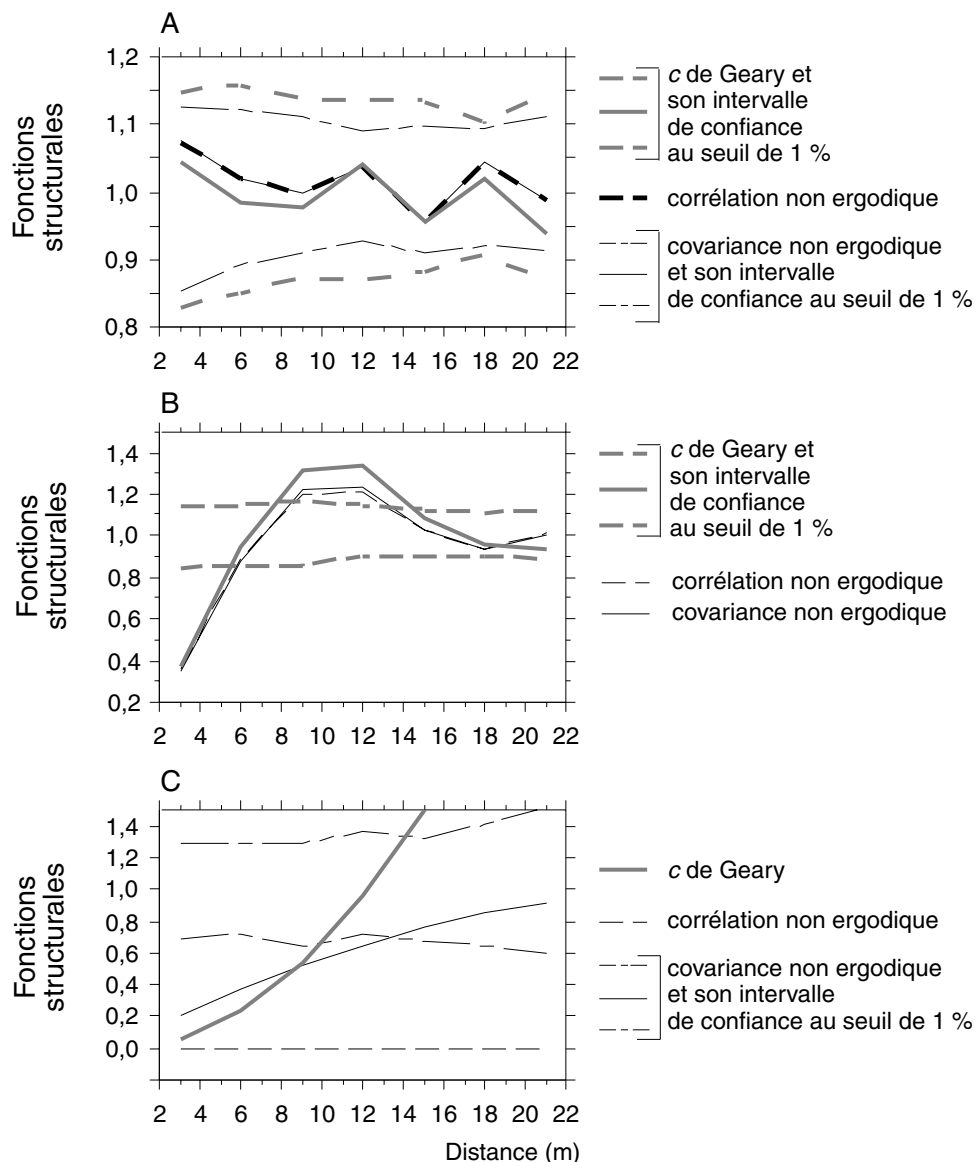 A
Fonctions
structurales
1,2
1,1
1,0
0,9
0,8
2 4 6 8 10 12 14 16 18 20 22
c de Geary et
son intervalle
de confiance
au seuil de 1 %
corrélation non ergodique
covariance non ergodique
et son intervalle
de confiance au seuil de 1 %
B
Fonctions
structurales
1,4
1,2
1,0
0,8
0,6
0,4
0,2
2 4 6 8 10 12 14 16 18 20 22
c de Geary et
son intervalle
de confiance
au seuil de 1 %
corrélation non ergodique
covariance non ergodique
C
Fonctions
structurales
1,4
1,2
1,0
0,8
0,6
0,4
0,2
0,0
2 4 6 8 10 12 14 16 18 20 22
Distance (m)
c de Geary
corrélation non ergodique
covariance non ergodique
et son intervalle
de confiance au seuil de 1 %